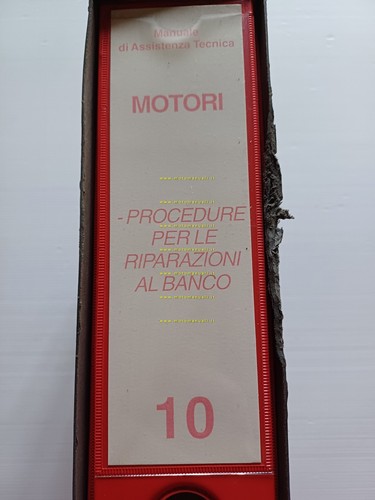 Manuale
di Assistenza Tecnica
MOTORI
- PROCEDURE
PER LE
RIPARAZIONI
AL BANCO
10